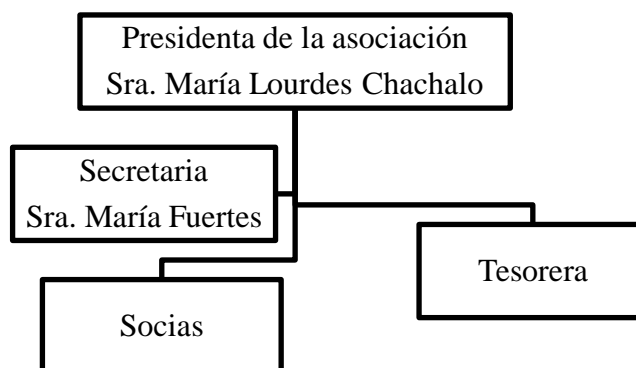 Presidenta de la asociación
Sra. María Lourdes Chachalo
Secretaria
Sra. María Fuertes
Tesorera
Socias